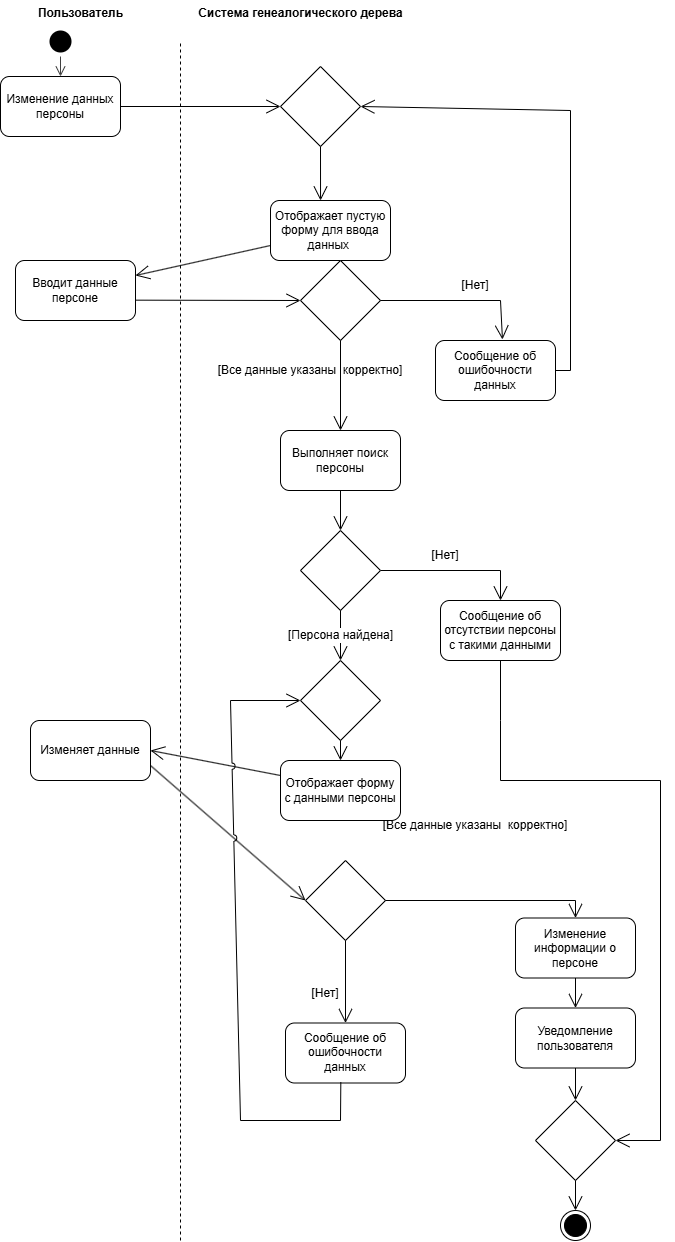 Пользователь
Система генеалогического дерева
Изменение данных
персоны
Отображает пустую
форму для ввода
данных
Вводит данные
персоне
[Нет]
Сообщение об
ошибочности
данных
[Все данные указаны  корректно]
Выполняет поиск
персоны
[Нет]
Сообщение об
отсутствии персоны
с такими данными
[Персона найдена]
Изменяет данные
Отображает форму
с данными персоны
[Все данные указаны  корректно]
Изменение
информации о
персоне
[Нет]
Сообщение об
ошибочности
данных
Уведомление
пользователя